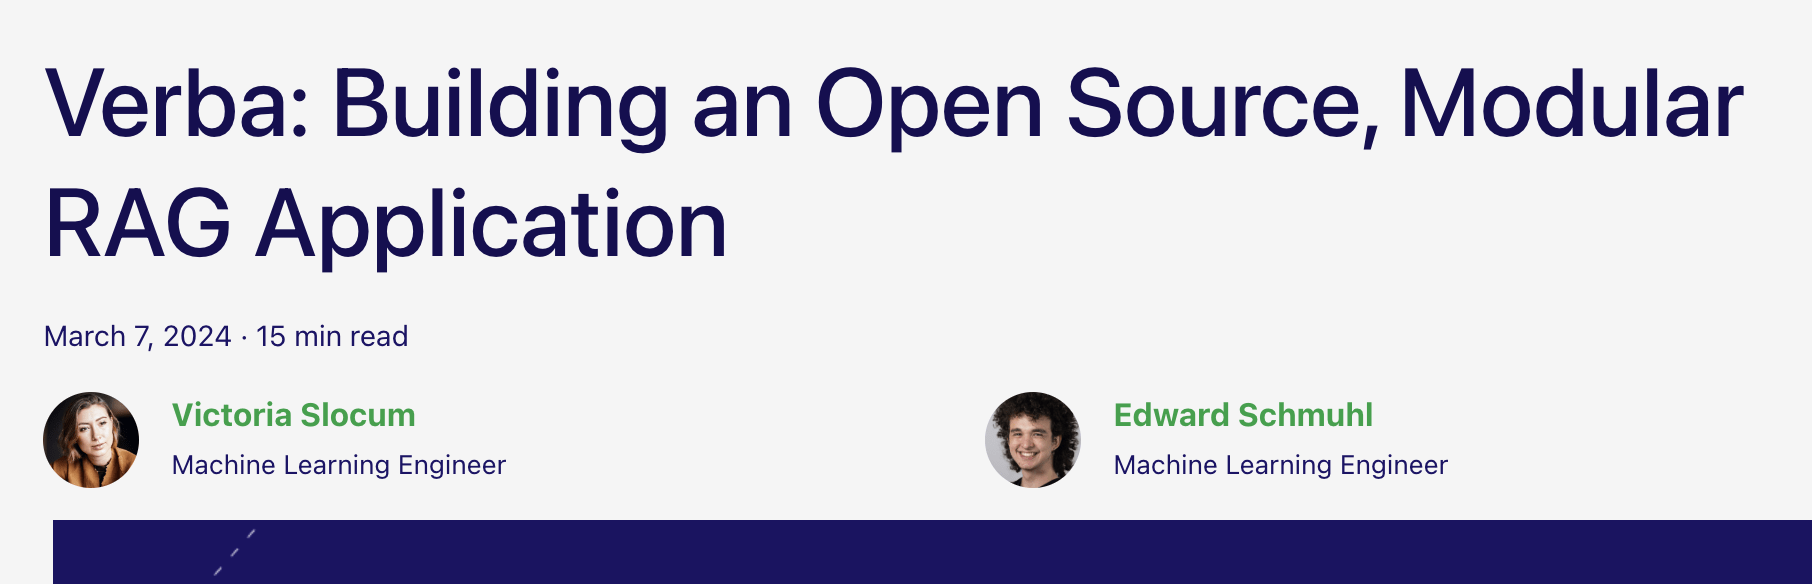 Verba: Building an Open Source, Modular
RAG Application
March 7, 2024 · 15 min read
Victoria Slocum
Machine Learning Engineer
Edward Schmuhl
Machine Learning Engineer